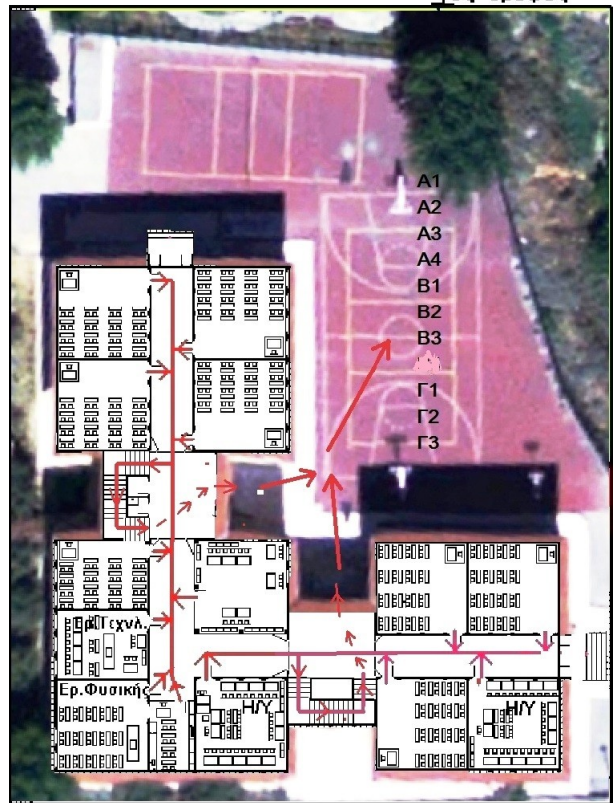 Α1
Α2
Α3
Α4
Β1
Β2
Β3
Γ1
Γ2
Γ3
Ερ.Τεχνλ.
Ερ.Φυσικής
Η/Υ
Η/Υ